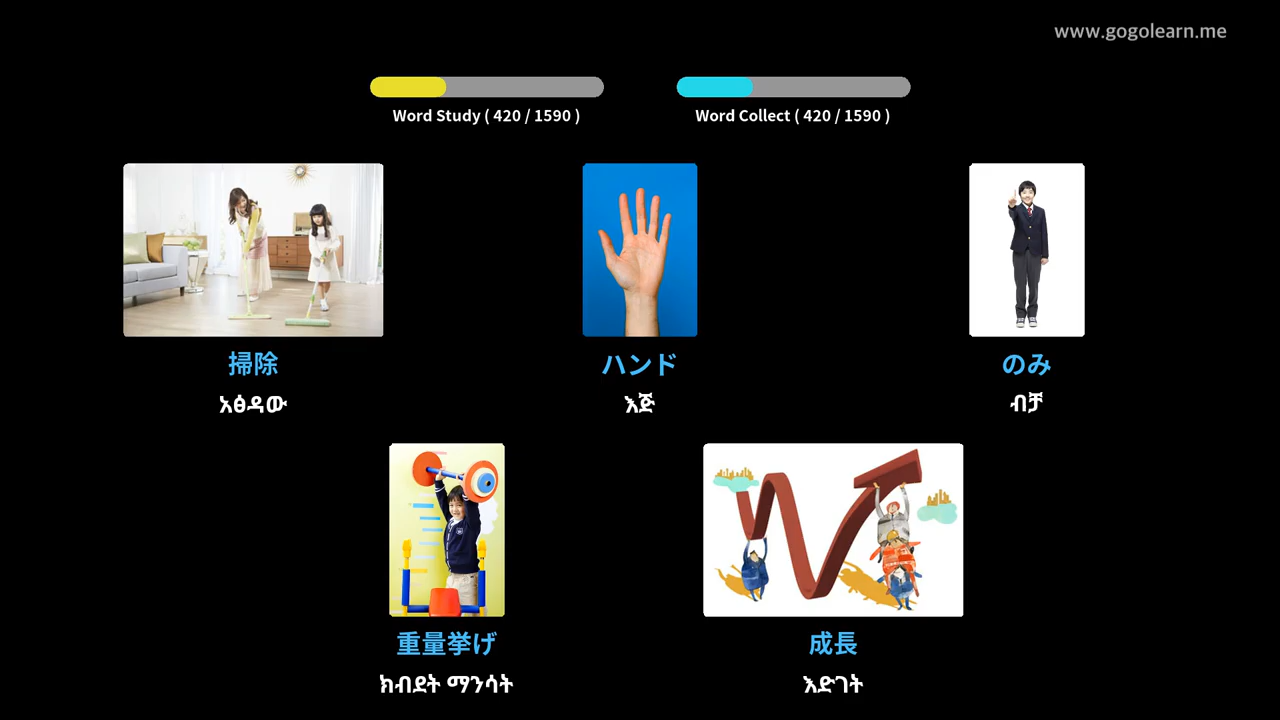 www.gogolearn.me
Word Study ( 420 / 1590 )
Word Collect ( 420 / 1590 )
掃除
አፅዳው
ハンド
እጅ
のみ
ብቻ
重量挙げ
ክብደት ማንሳት
成長
እድገት